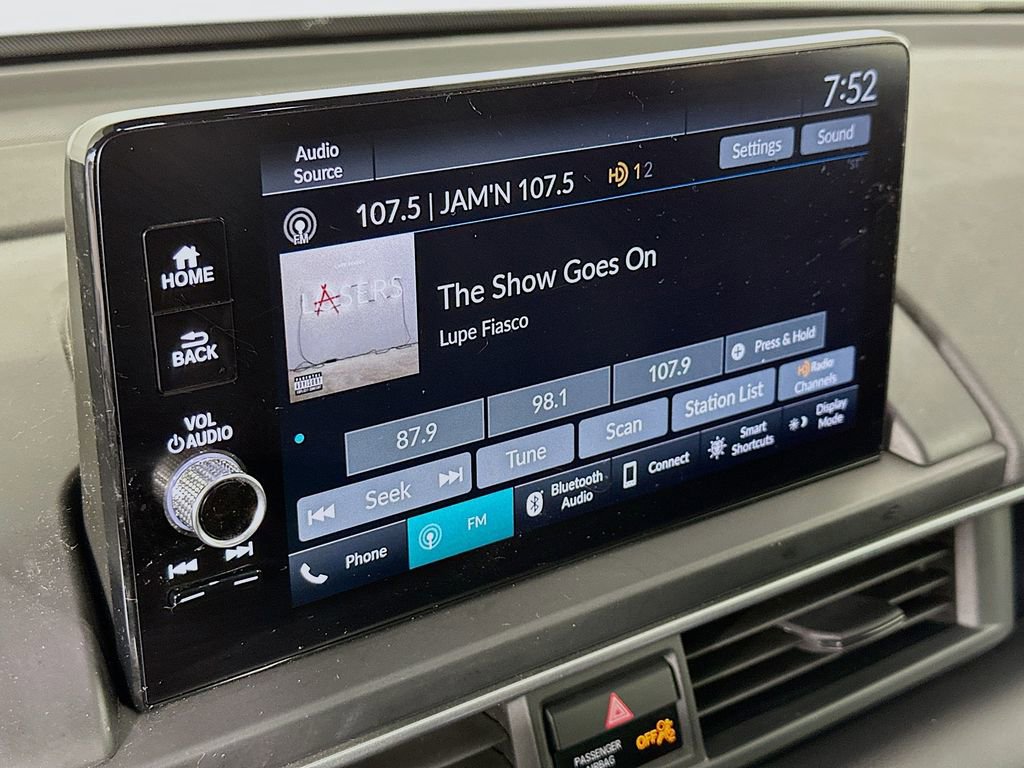 7:52
Audio
Source
Settings
Sound
107.5 | JAM'N 107.5
HD 1 2
FM
LASERS
The Show Goes On
Lupe Fiasco
HOME
BACK
VOL
AUDIO
87.9
98.1
107.9
Press & Hold
Seek
Tune
Scan
Station List
HD Radio
Channels
Phone
FM
Bluetooth
Audio
Connect
Smart
Shortcuts
Display
Mode
PASSENGER
AIRBAG
OFF